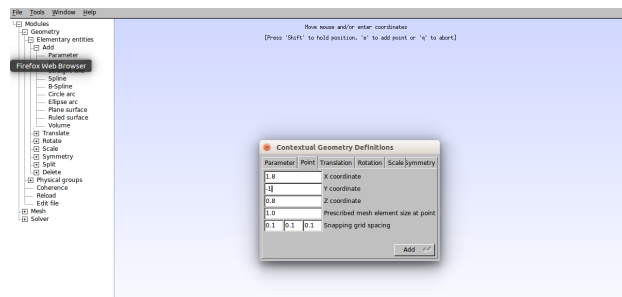 File Tools Window Help
Modules
Geometry
Elementary entities
Add
Parameter
Firefox Web Browser
Spline
B-Spline
Circle arc
Ellipse arc
Plane surface
Ruled surface
Volume
Translate
Rotate
Scale
Symmetry
Split
Delete
Physical groups
Coherence
Reload
Edit file
Mesh
Solver
Move mouse and/or enter coordinates
[Press 'Shift' to hold position, 'e' to add point or 'q' to abort]
Contextual Geometry Definitions
Parameter Point Translation Rotation Scale Symmetry
1.8 X coordinate
-1 Y coordinate
0.8 Z coordinate
1.0 Prescribed mesh element size at point
0.1 0.1 0.1 Snapping grid spacing
Add